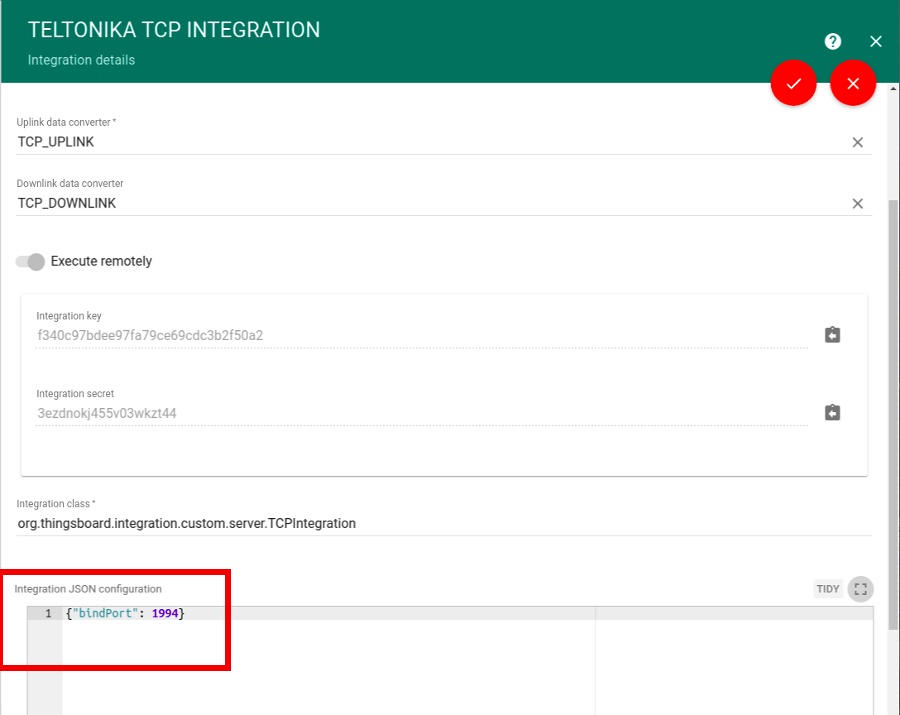 TELTONIKA TCP INTEGRATION
Integration details
Uplink data converter *
TCP_UPLINK
Downlink data converter
TCP_DOWNLINK
Execute remotely
Integration key
f340c97bdee97fa79ce69cdc3b2f50a2
Integration secret
3ezdnokj455v03wkzt44
Integration class *
org.thingsboard.integration.custom.server.TCPIntegration
Integration JSON configuration
TIDY
1 {"bindPort": 1994}